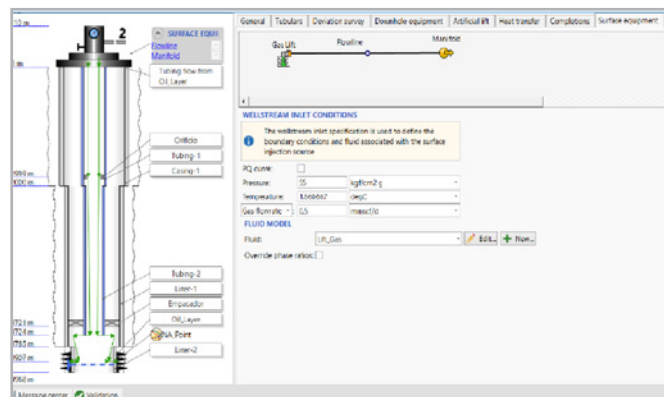 SURFACE EQUI
Flowline
Manifold
2
Tubing flow from
Oil_Layer
Orificio
Tubing-1
Casing-1
Tubing-2
Liner-1
Empacador
Oil_Layer
NA_Point
Liner-2
Message center
Validation
General
Tubulars
Deviation survey
Downhole equipment
Artificial lift
Heat transfer
Completions
Surface equipment
Gas Lift
Flowline
Manifold
WELLSTREAM INLET CONDITIONS
The wellstream inlet specification is used to define the
boundary conditions and fluid associated with the surface
injection source
PQ curve:
Pressure:
kgf/cm2 g
Temperature:
degC
Gas flowrate
0,5
mmscf/d
FLUID MODEL
Fluid:
Lift_Gas
Edit...
New...
Override phase ratios: